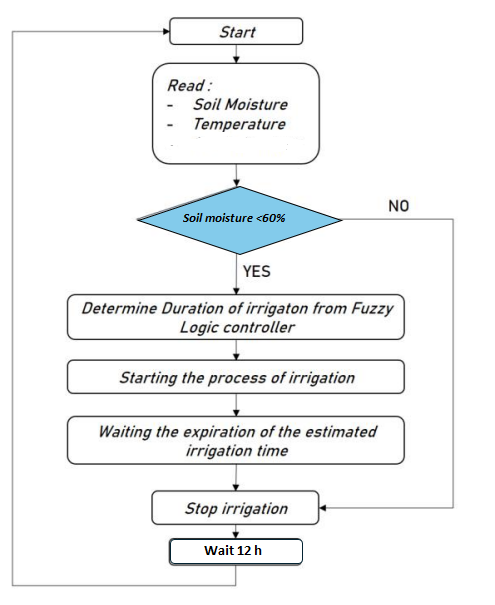 Start
Read :
- Soil Moisture
- Temperature
Soil moisture <60%
NO
YES
Determine Duration of irrigaton from Fuzzy
Logic controller
Starting the process of irrigation
Waiting the expiration of the estimated
irrigation time
Stop irrigation
Wait 12 h